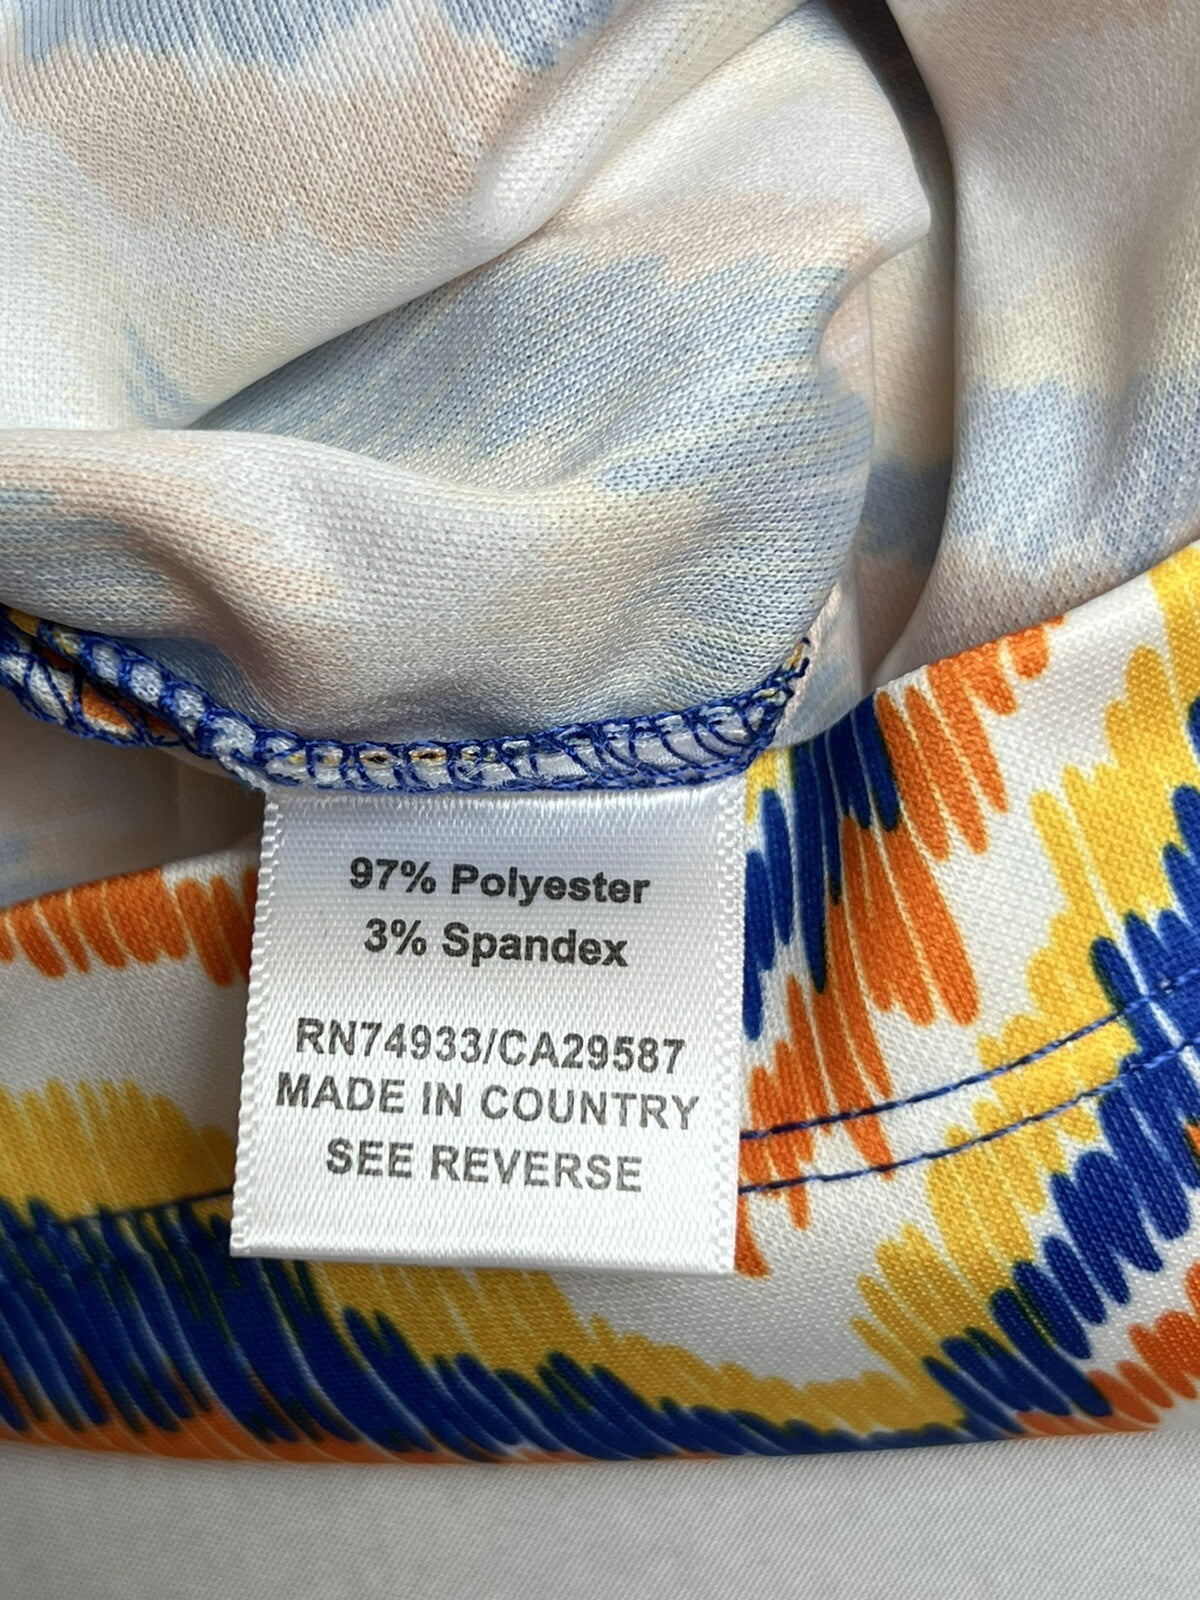 97% Polyester
3% Spandex
RN74933/CA29587
MADE IN COUNTRY
SEE REVERSE